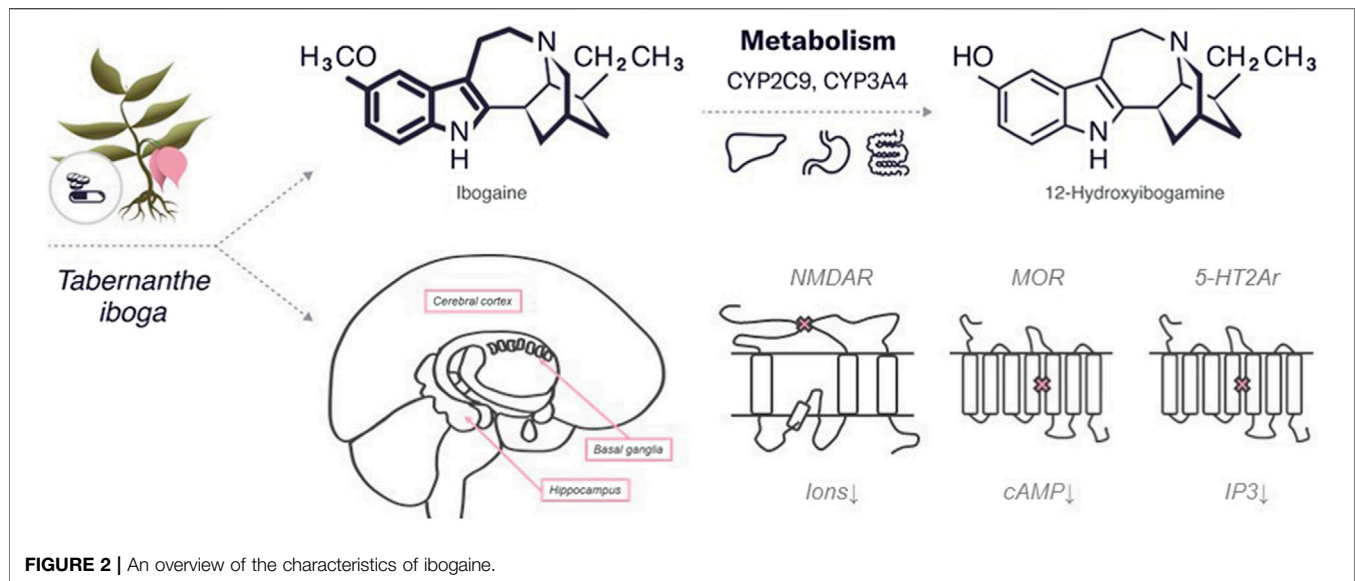 H₃CO
N
CH₂CH₃
N
H
Ibogaine
Metabolism
CYP2C9, CYP3A4
HO
N
CH₂CH₃
N
H
12-Hydroxyibogamine
Tabernanthe
iboga
Cerebral cortex
Basal ganglia
Hippocampus
NMDAR
MOR
5-HT2Ar
Ions↓
cAMP↓
IP3↓
FIGURE 2 | An overview of the characteristics of ibogaine.